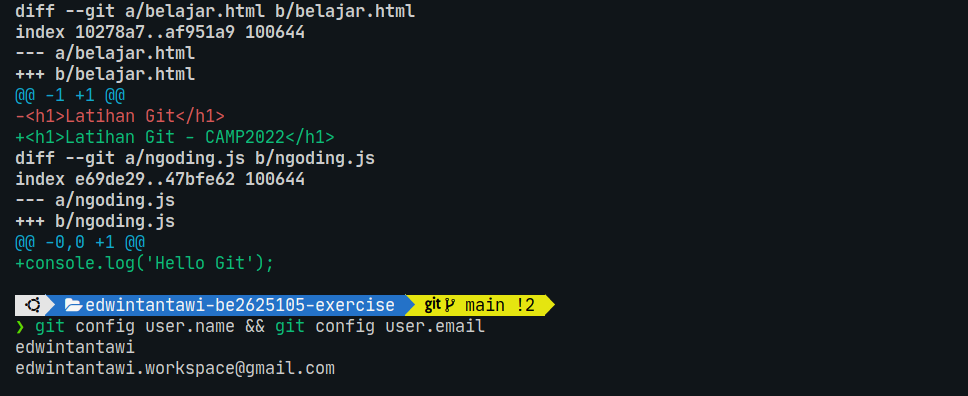 diff --git a/belajar.html b/belajar.html
index 10278a7..af951a9 100644
--- a/belajar.html
+++ b/belajar.html
@@ -1 +1 @@
-<h1>Latihan Git</h1>
+<h1>Latihan Git - CAMP2022</h1>
diff --git a/ngoding.js b/ngoding.js
index e69de29..47bfe62 100644
--- a/ngoding.js
+++ b/ngoding.js
@@ -0,0 +1 @@
+console.log('Hello Git');
edwintantawi-be2625105-exercise git main !2
❯ git config user.name && git config user.email
edwintantawi
edwintantawi.workspace@gmail.com